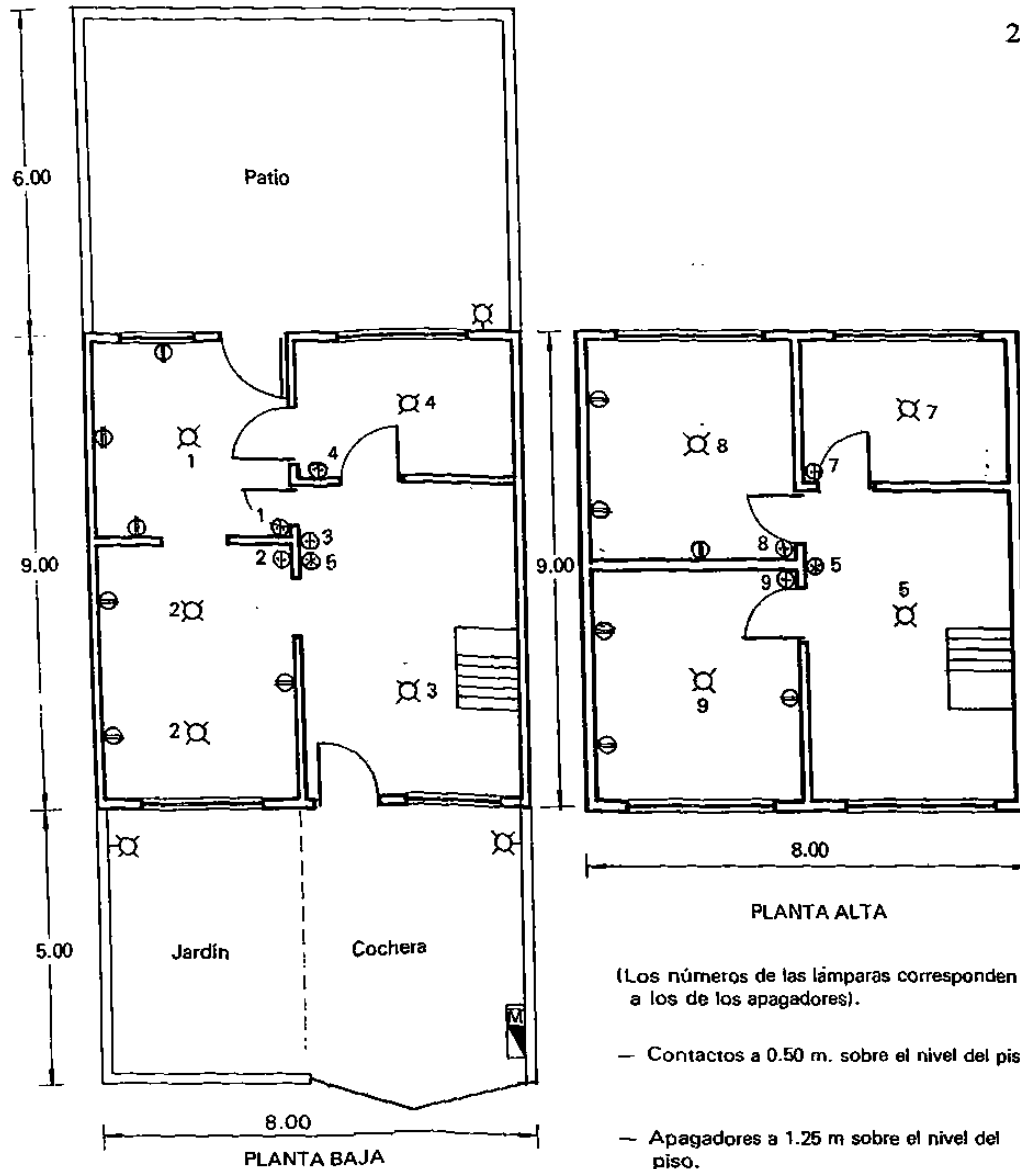 2
6.00
Patio
4
1
4
7
8
7
1
3
2
5
8
5
9
9.00
9.00
2
5
3
9
2
8.00
PLANTA ALTA
5.00
Jardín
Cochera
(Los números de las lámparas corresponden
a los de los apagadores).
M
— Contactos a 0.50 m. sobre el nivel del pis
8.00
— Apagadores a 1.25 m sobre el nivel del
piso.
PLANTA BAJA